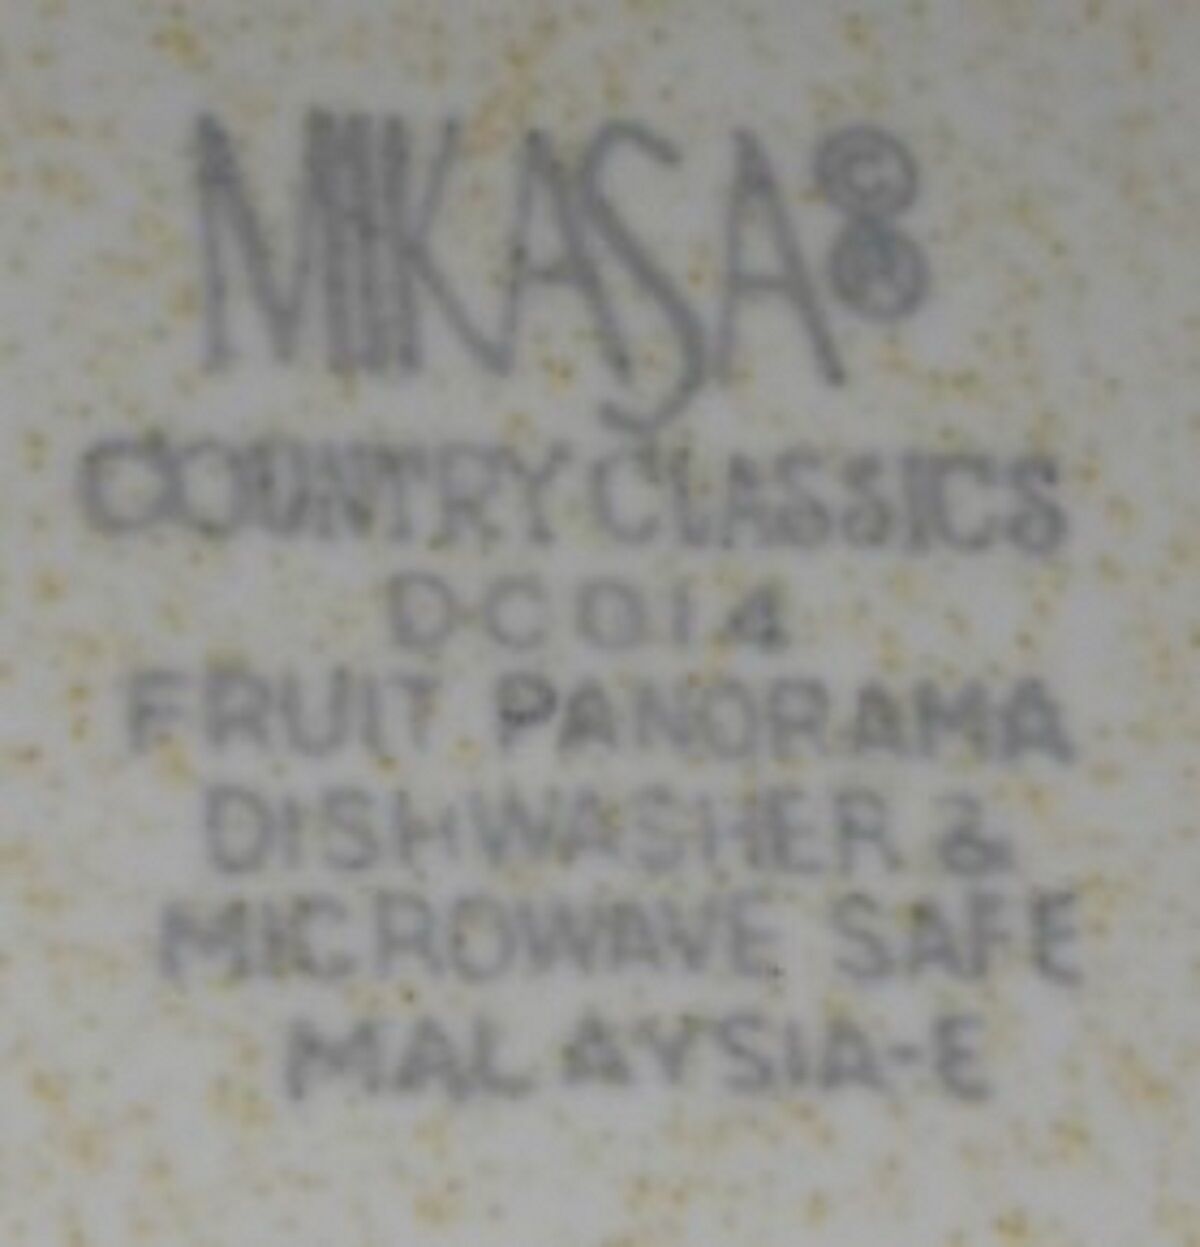 MIKASA ©®
COUNTRY CLASSICS
DC014
FRUIT PANORAMA
DISHWASHER &
MICROWAVE SAFE
MALAYSIA-E